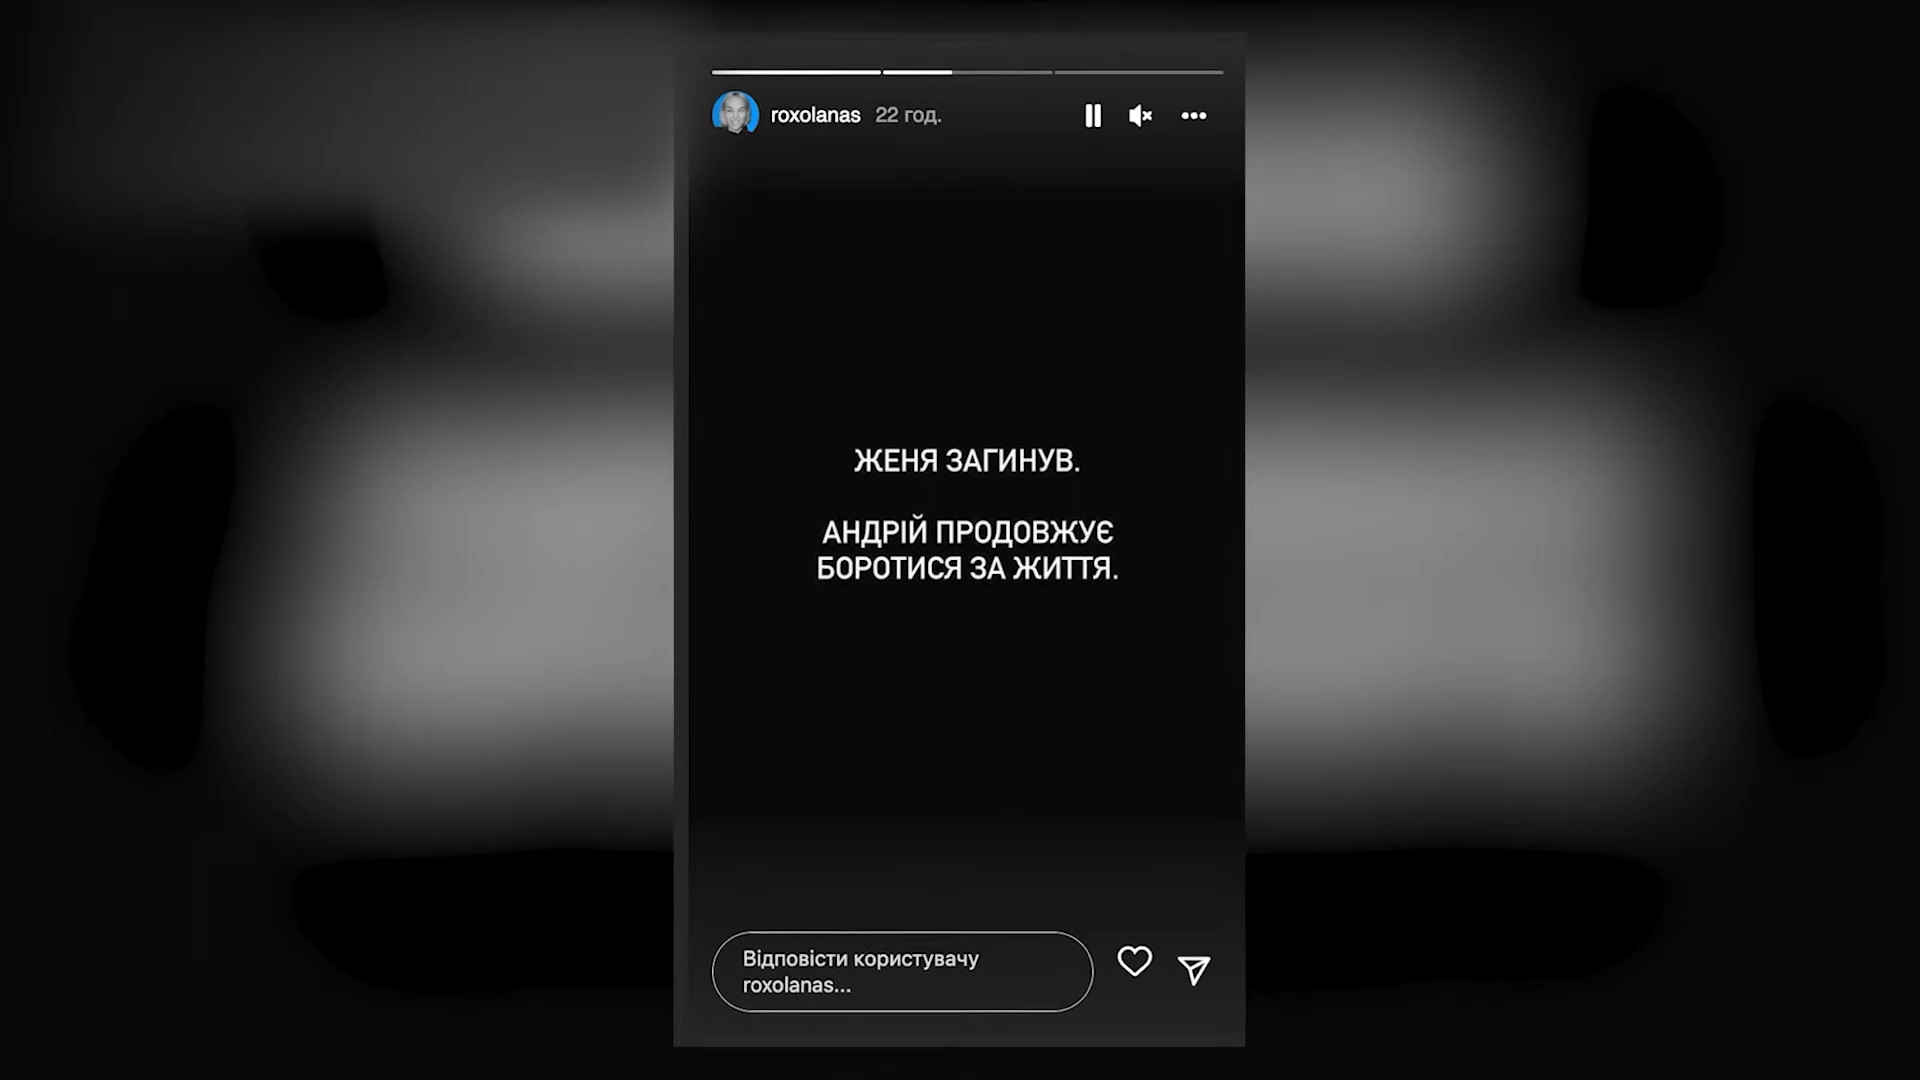 roxolanas 22 год.
ЖЕНЯ ЗАГИНУВ.
АНДРІЙ ПРОДОВЖУЄ
БОРОТИСЯ ЗА ЖИТТЯ.
Відповісти користувачу
roxolanas...